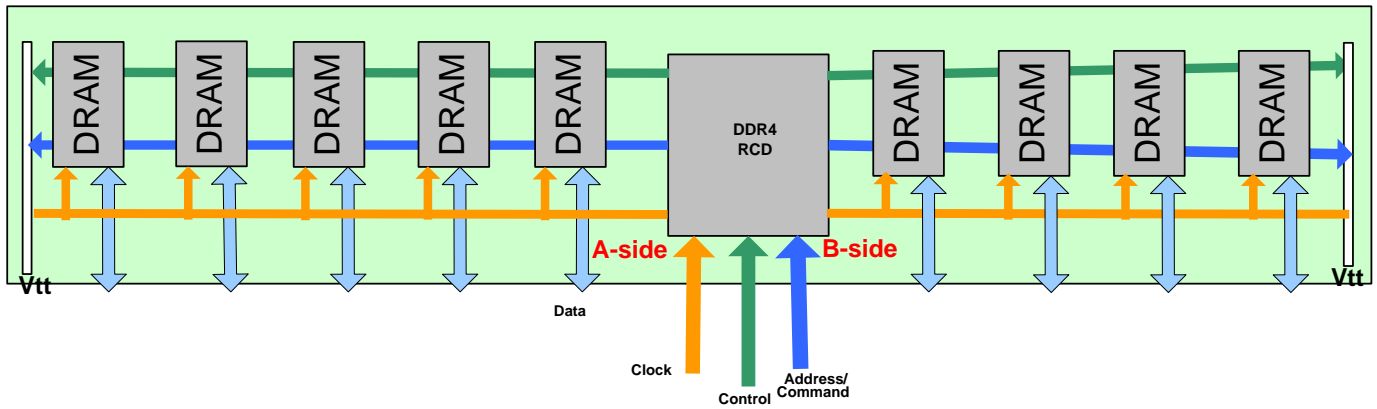 DRAM
DRAM
DRAM
DRAM
DRAM
DDR4
RCD
DRAM
DRAM
DRAM
DRAM
A-side
B-side
Vtt
Vtt
Data
Clock
Control
Address/
Command